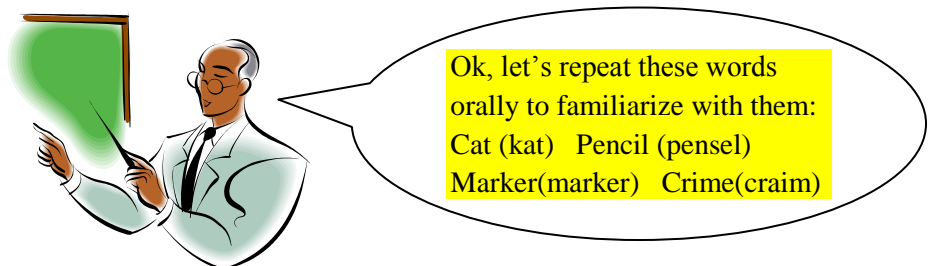 Ok, let’s repeat these words
orally to familiarize with them:
Cat (kat)   Pencil (pensel)
Marker(marker)   Crime(craim)